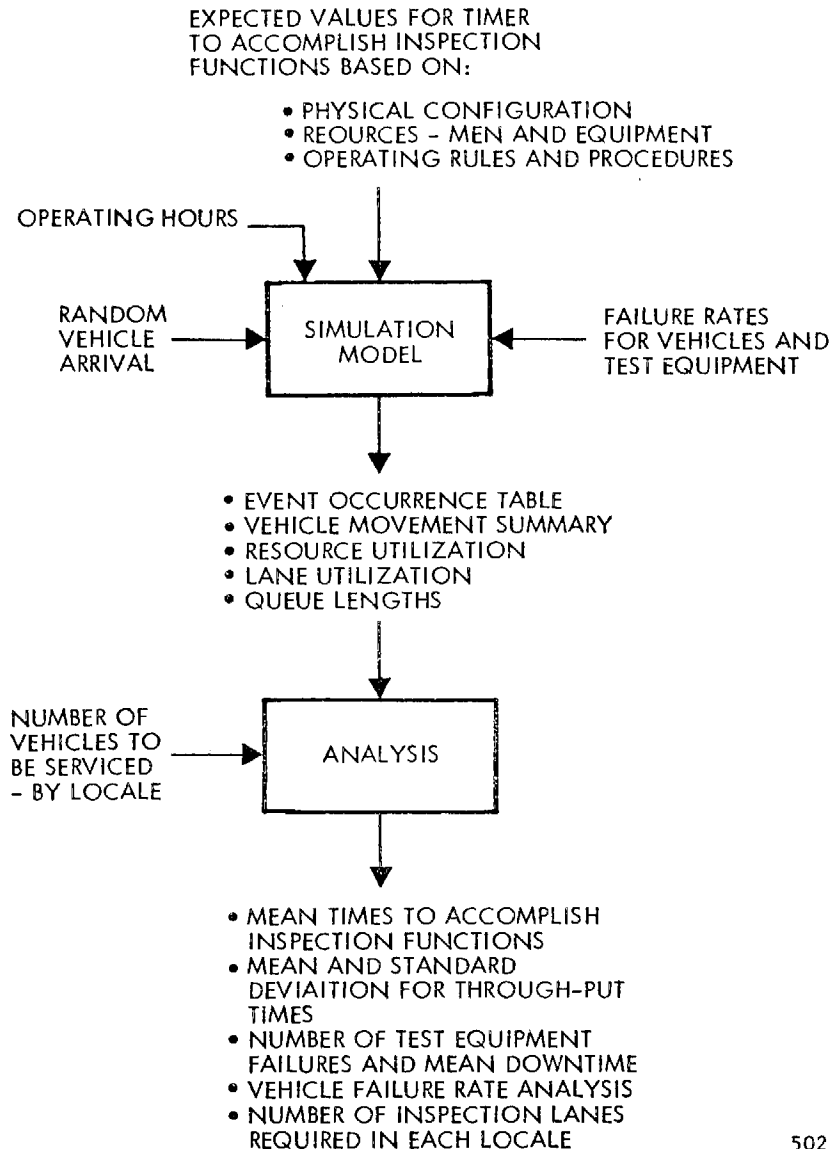 EXPECTED VALUES FOR TIMER
TO ACCOMPLISH INSPECTION
FUNCTIONS BASED ON:
• PHYSICAL CONFIGURATION
• REOURCES - MEN AND EQUIPMENT
• OPERATING RULES AND PROCEDURES
OPERATING HOURS
RANDOM
VEHICLE
ARRIVAL
SIMULATION
MODEL
FAILURE RATES
FOR VEHICLES AND
TEST EQUIPMENT
• EVENT OCCURRENCE TABLE
• VEHICLE MOVEMENT SUMMARY
• RESOURCE UTILIZATION
• LANE UTILIZATION
• QUEUE LENGTHS
NUMBER OF
VEHICLES TO
BE SERVICED
- BY LOCALE
ANALYSIS
• MEAN TIMES TO ACCOMPLISH
INSPECTION FUNCTIONS
• MEAN AND STANDARD
DEVAITION FOR THROUGH-PUT
TIMES
• NUMBER OF TEST EQUIPMENT
FAILURES AND MEAN DOWNTIME
• VEHICLE FAILURE RATE ANALYSIS
• NUMBER OF INSPECTION LANES
REQUIRED IN EACH LOCALE
502